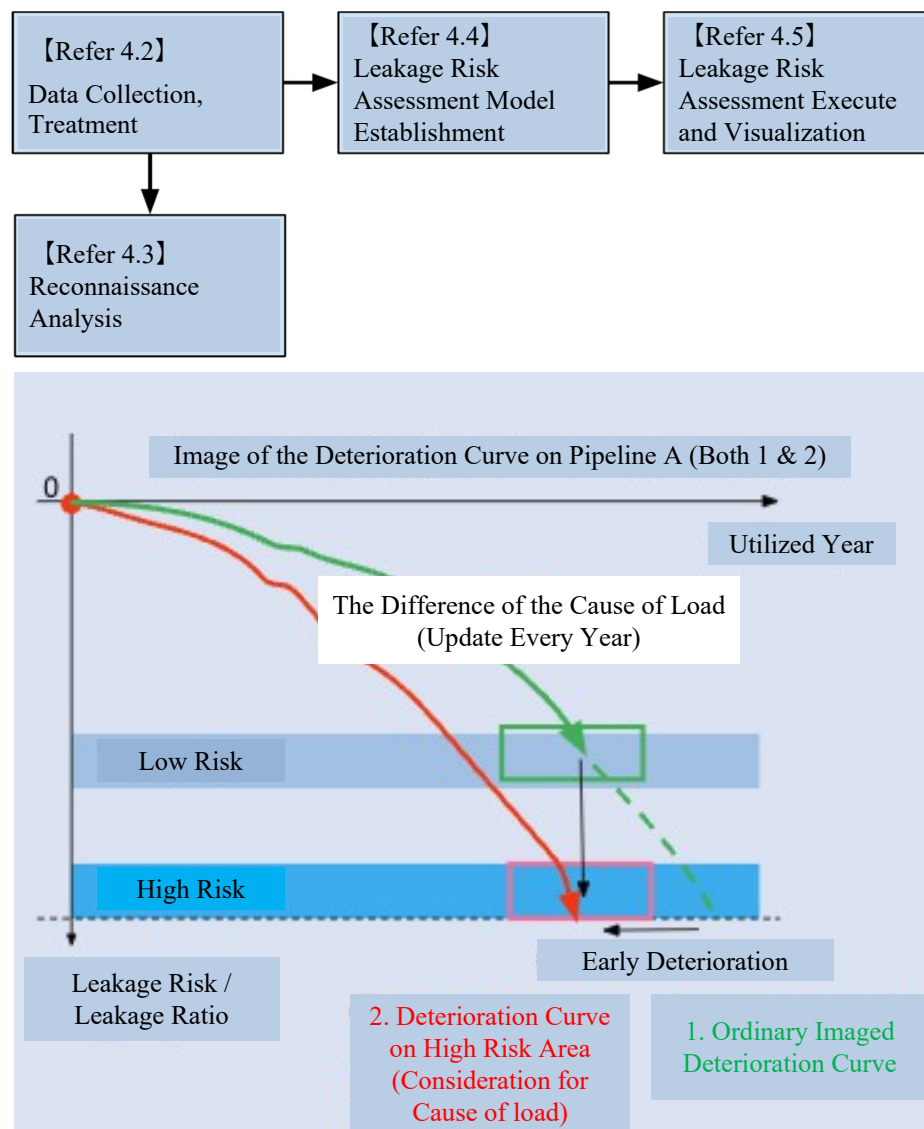 【Refer 4.2】
Data Collection,
Treatment
【Refer 4.4】
Leakage Risk
Assessment Model
Establishment
【Refer 4.5】
Leakage Risk
Assessment Execute
and Visualization
【Refer 4.3】
Reconnaissance
Analysis
Image of the Deterioration Curve on Pipeline A (Both 1 & 2)
0
Utilized Year
The Difference of the Cause of Load
(Update Every Year)
Low Risk
High Risk
Early Deterioration
Leakage Risk /
Leakage Ratio
2. Deterioration Curve
on High Risk Area
(Consideration for
Cause of load)
1. Ordinary Imaged
Deterioration Curve